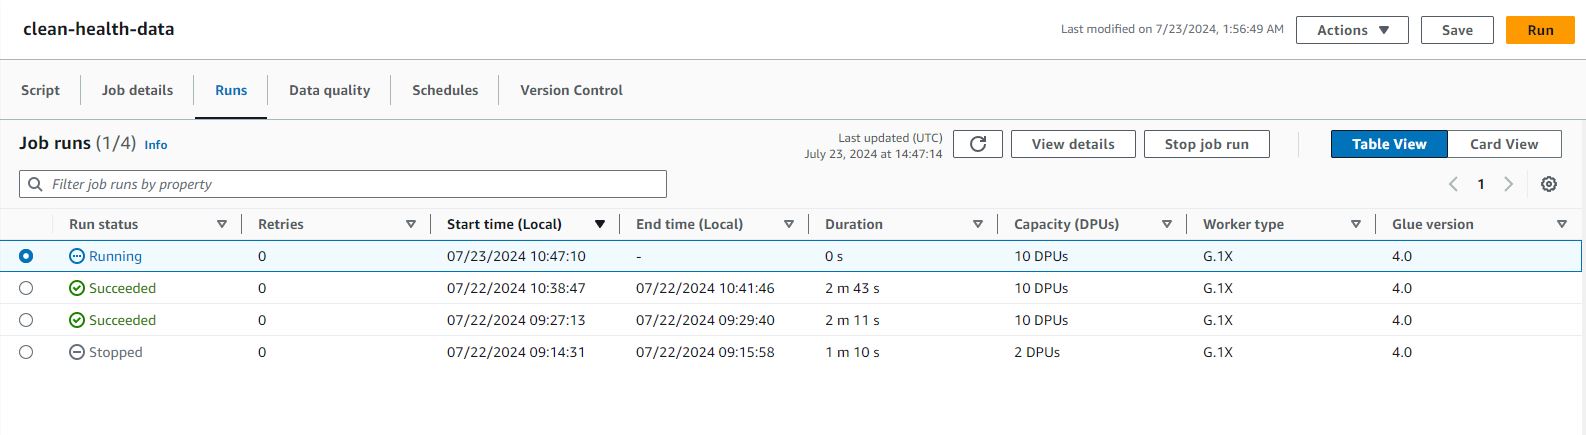 clean-health-data
Last modified on 7/23/2024, 1:56:49 AM
Actions
Save
Run
Script
Job details
Runs
Data quality
Schedules
Version Control
Job runs (1/4) Info
Last updated (UTC)
July 23, 2024 at 14:47:14
View details
Stop job run
Table View
Card View
Filter job runs by property
1
Run status Retries Start time (Local) End time (Local) Duration Capacity (DPUs) Worker type Glue version
Running 0 07/23/2024 10:47:10 - 0 s 10 DPUs G.1X 4.0
Succeeded 0 07/22/2024 10:38:47 07/22/2024 10:41:46 2 m 43 s 10 DPUs G.1X 4.0
Succeeded 0 07/22/2024 09:27:13 07/22/2024 09:29:40 2 m 11 s 10 DPUs G.1X 4.0
Stopped 0 07/22/2024 09:14:31 07/22/2024 09:15:58 1 m 10 s 2 DPUs G.1X 4.0